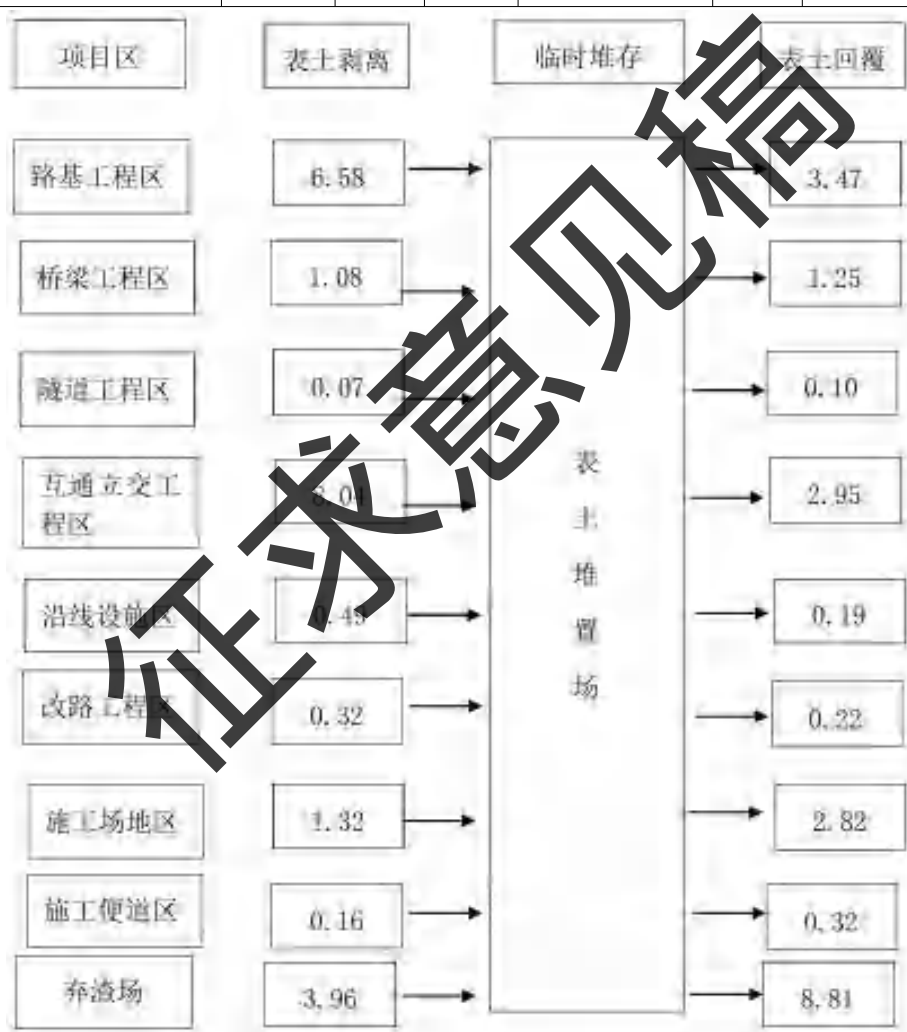 项目区
表土剥离
临时堆存
表土回覆
路基工程区
6.58
3.47
桥梁工程区
1.08
1.25
隧道工程区
0.07
0.10
互通立交工
程区
6.04
2.95
沿线设施区
0.49
0.19
改路工程区
0.32
0.22
施工场地区
1.32
2.82
施工便道区
0.16
0.32
弃渣场
3.96
8.81
表
土
堆
置
场
征求意见稿